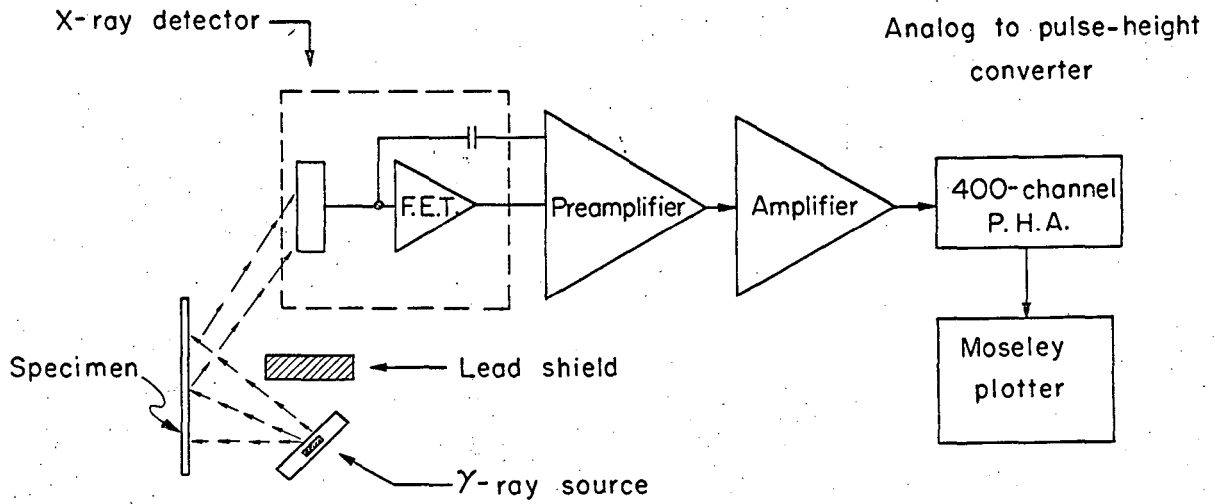 X-ray detector
Analog to pulse-height
converter
F.E.T.
Preamplifier
Amplifier
400-channel
P. H. A.
Moseley
plotter
Specimen
Lead shield
γ-ray source